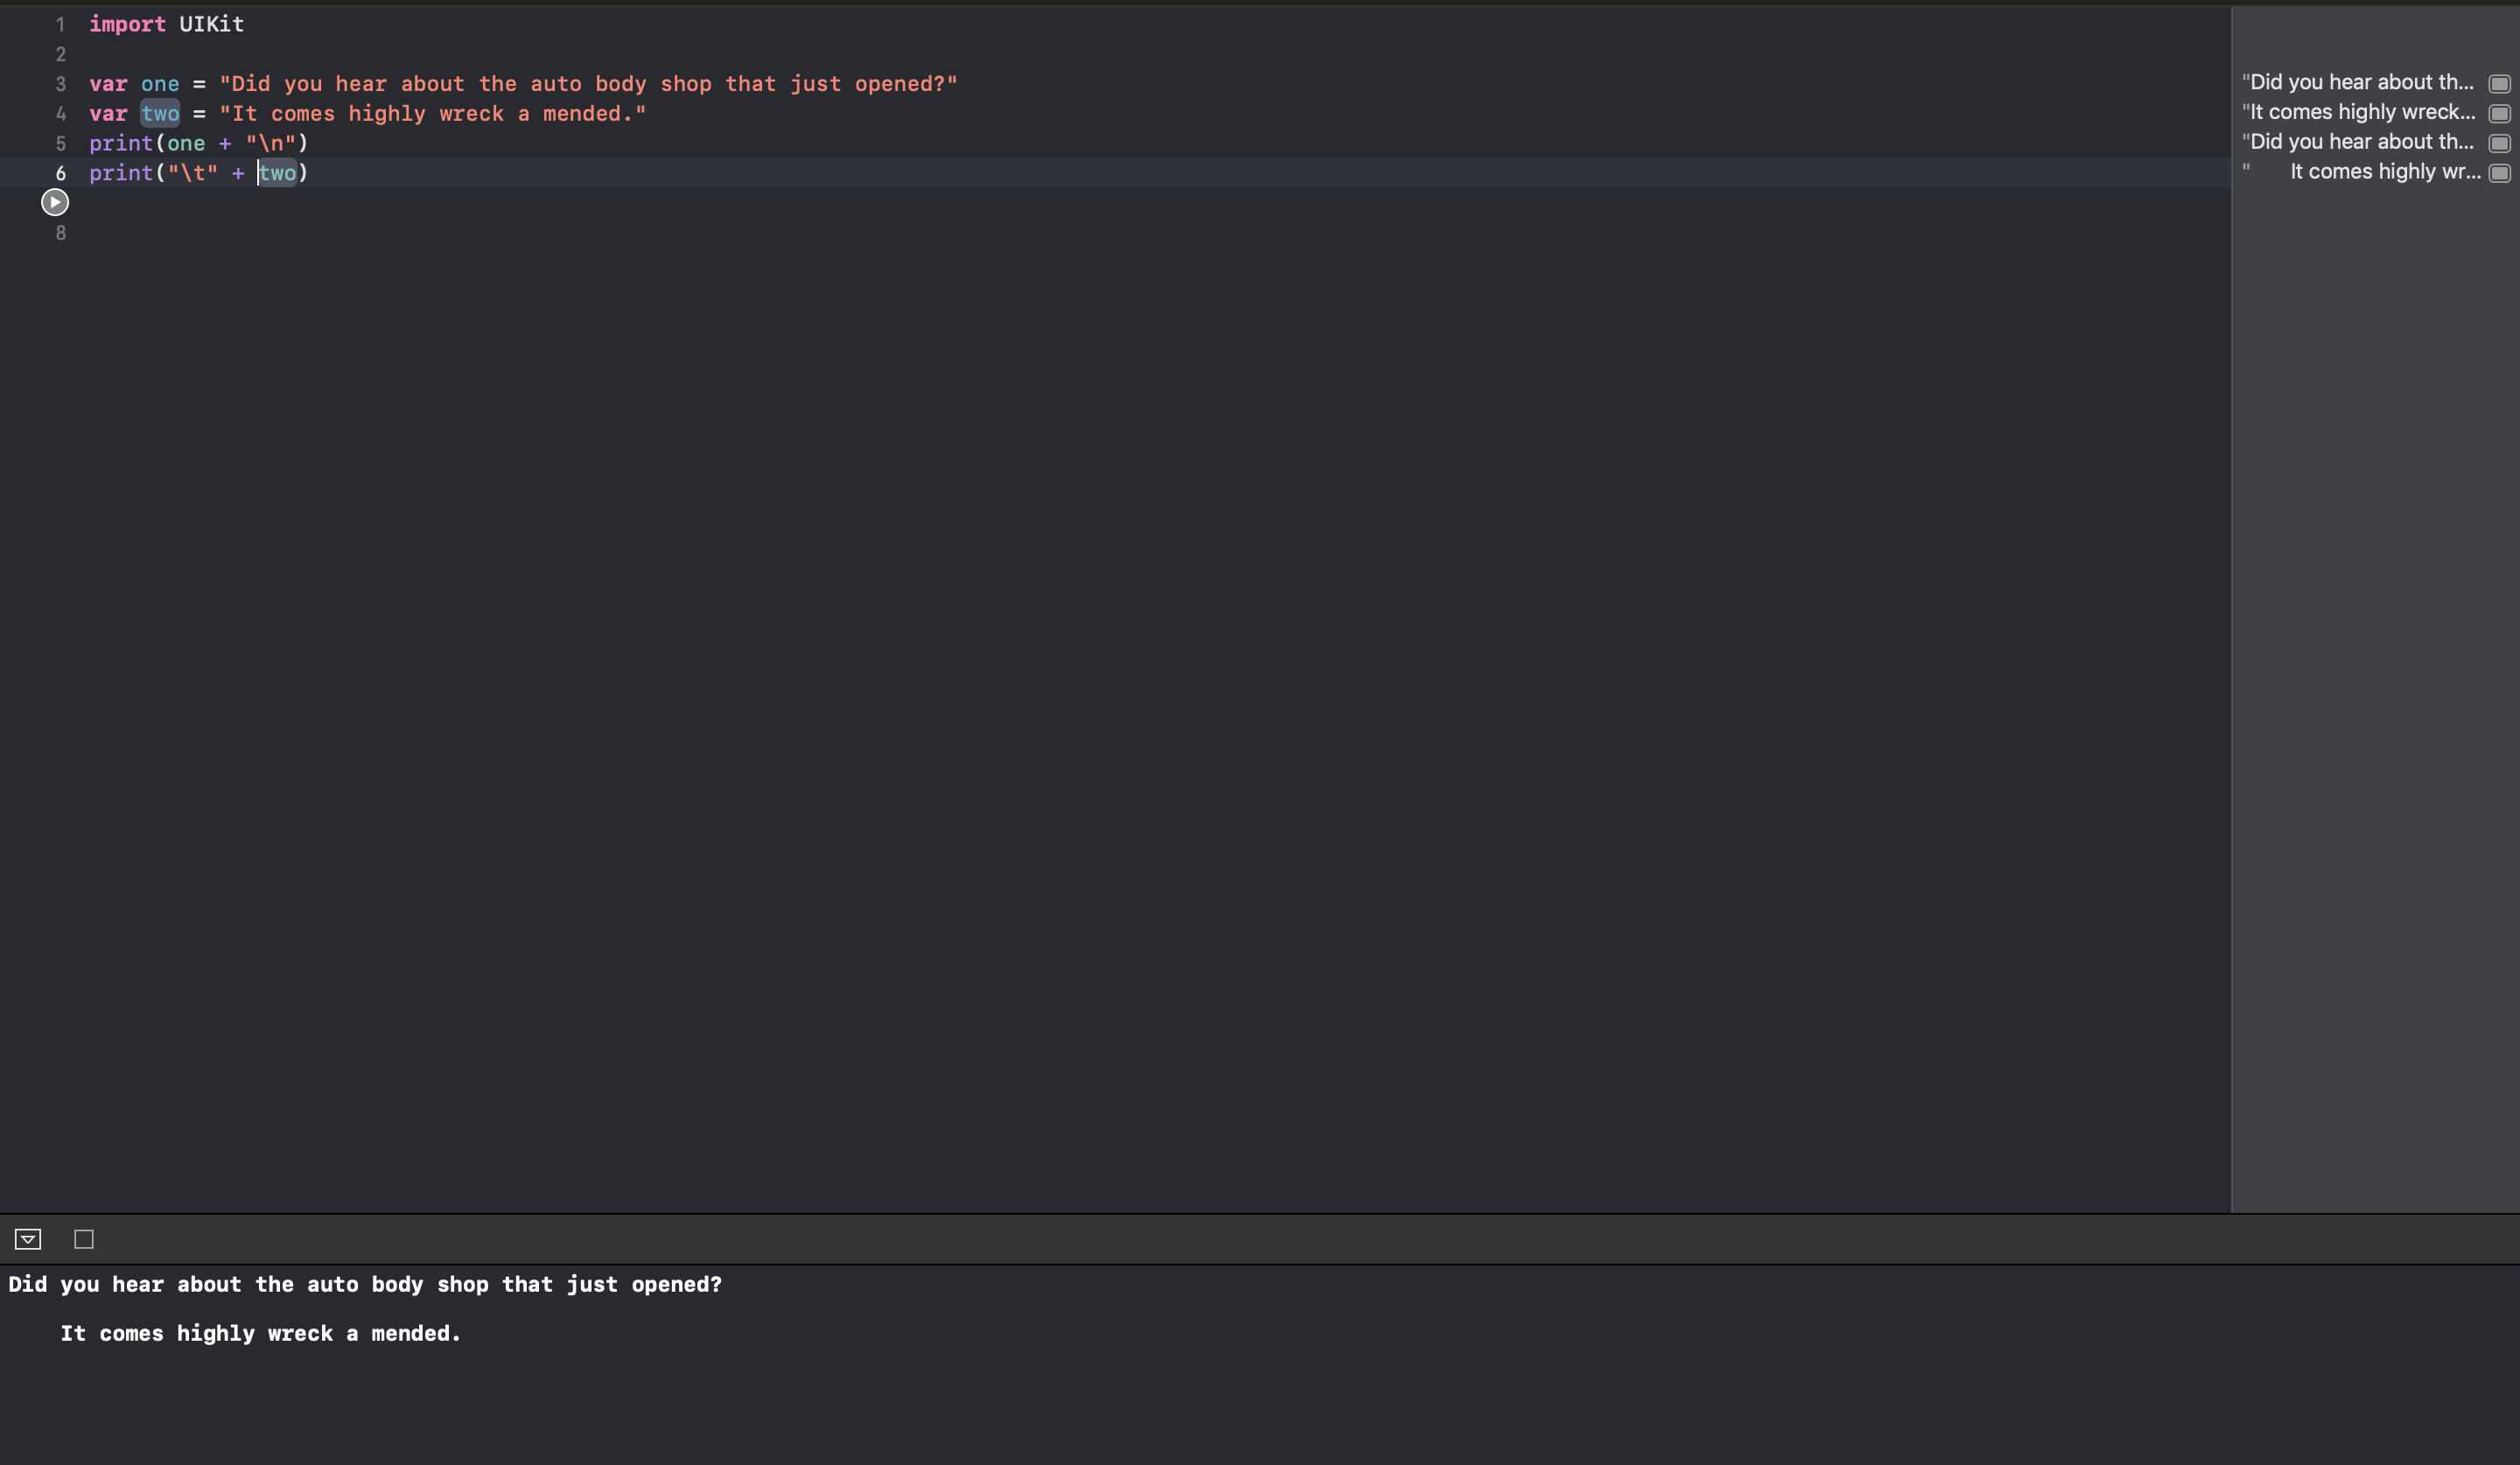 1 import UIKit
2
3 var one = "Did you hear about the auto body shop that just opened?"
4 var two = "It comes highly wreck a mended."
5 print(one + "\n")
6 print("\t" + two)
8
"Did you hear about th...
"It comes highly wreck...
"Did you hear about th...
" It comes highly wr...
Did you hear about the auto body shop that just opened?
It comes highly wreck a mended.